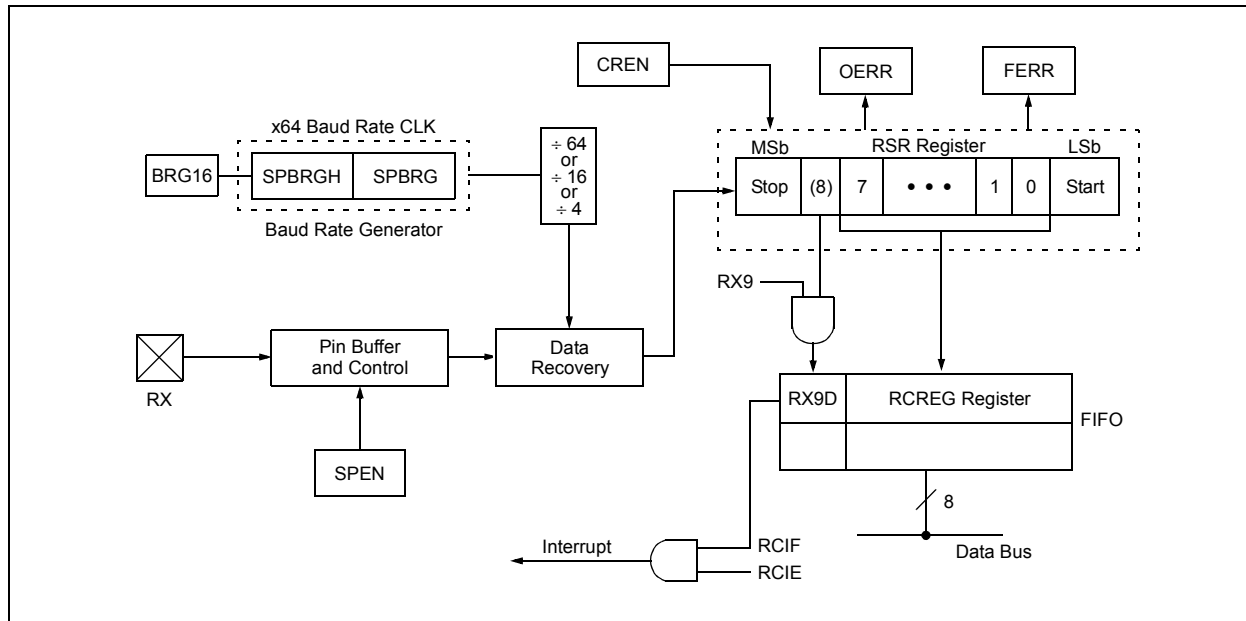 CREN
OERR
FERR
x64 Baud Rate CLK
BRG16
SPBRGH
SPBRG
Baud Rate Generator
÷ 64
or
÷ 16
or
÷ 4
MSb
RSR Register
LSb
Stop
(8)
7
• • •
1
0
Start
RX9
RX
Pin Buffer
and Control
Data
Recovery
SPEN
RX9D
RCREG Register
FIFO
8
Data Bus
Interrupt
RCIF
RCIE